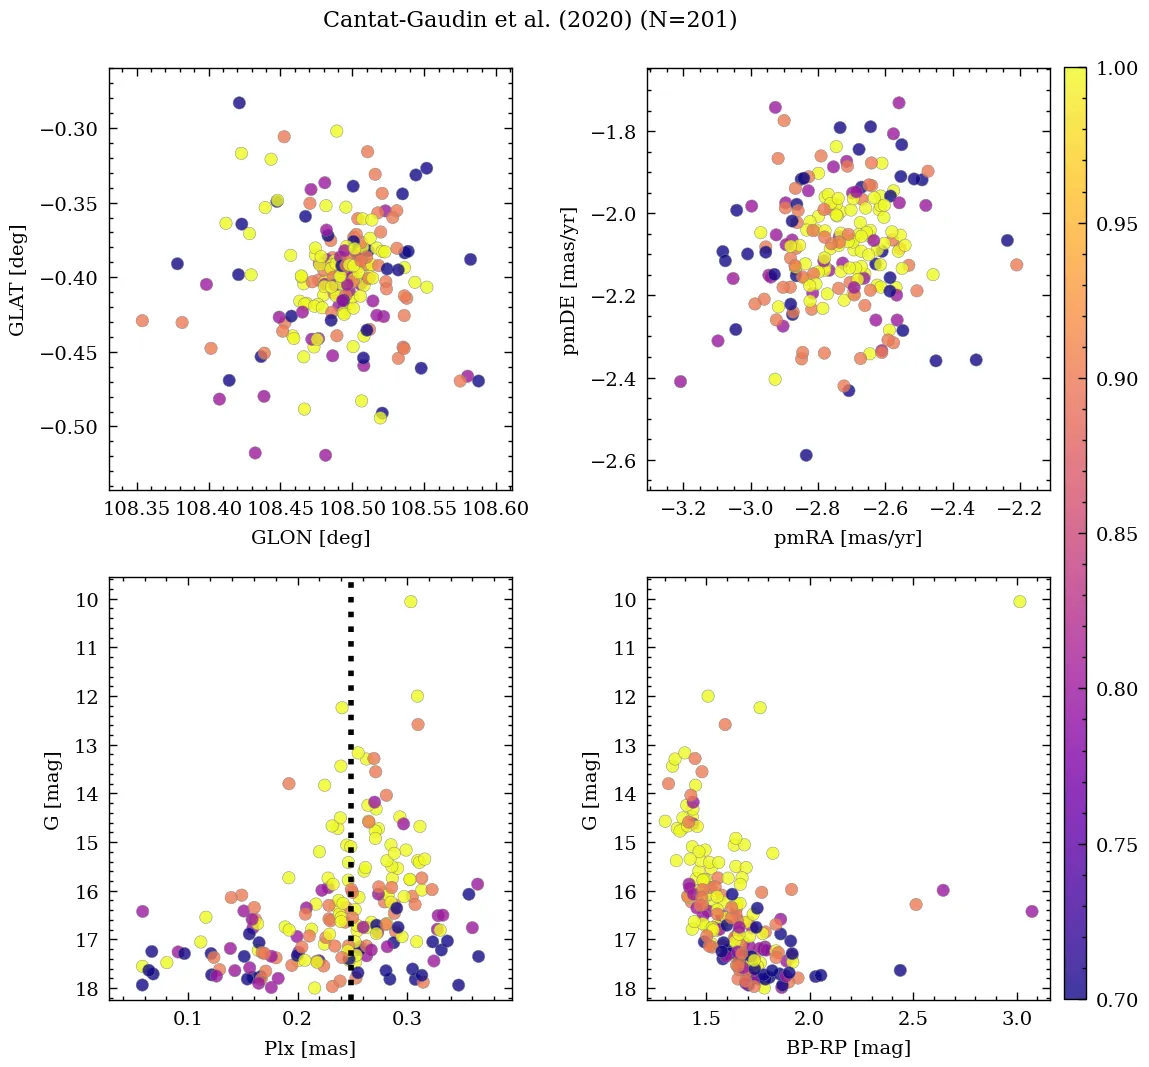 Cantat-Gaudin et al. (2020) (N=201)
−0.30
−0.35
−0.40
−0.45
−0.50
GLAT [deg]
108.35 108.40 108.45 108.50 108.55 108.60
GLON [deg]
−1.8
−2.0
−2.2
−2.4
−2.6
pmDE [mas/yr]
−3.2 −3.0 −2.8 −2.6 −2.4 −2.2
pmRA [mas/yr]
10
11
12
13
14
15
16
17
18
G [mag]
0.1 0.2 0.3
Plx [mas]
10
11
12
13
14
15
16
17
18
G [mag]
1.5 2.0 2.5 3.0
BP-RP [mag]
1.00
0.95
0.90
0.85
0.80
0.75
0.70